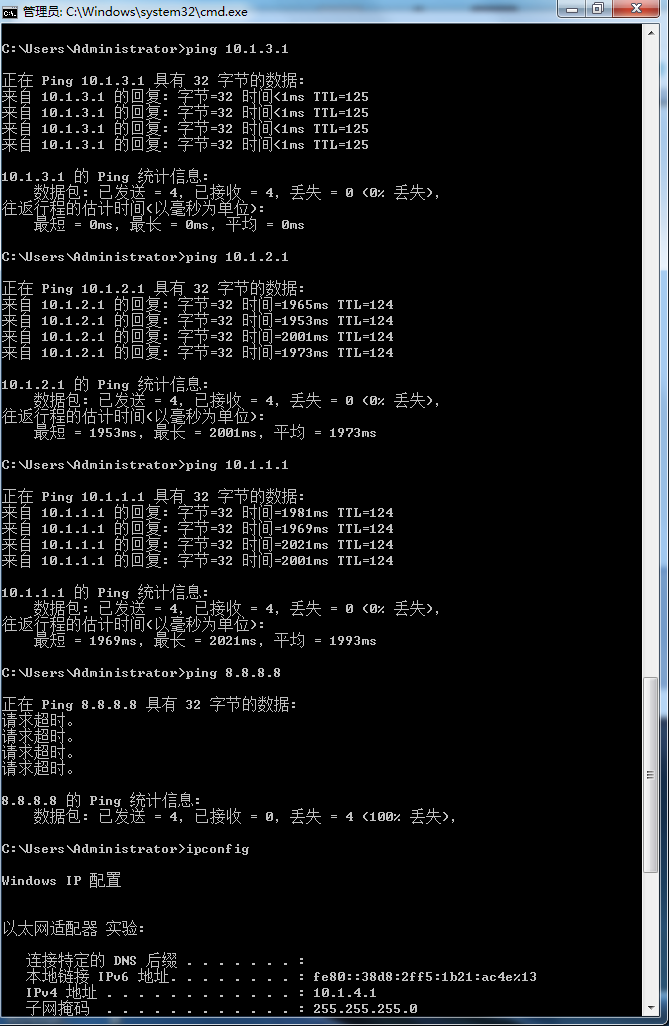 管理员: C:\Windows\system32\cmd.exe
C:\Users\Administrator>ping 10.1.3.1
正在 Ping 10.1.3.1 具有 32 字节的数据:
来自 10.1.3.1 的回复: 字节=32 时间<1ms TTL=125
来自 10.1.3.1 的回复: 字节=32 时间<1ms TTL=125
来自 10.1.3.1 的回复: 字节=32 时间<1ms TTL=125
来自 10.1.3.1 的回复: 字节=32 时间<1ms TTL=125
10.1.3.1 的 Ping 统计信息:
数据包: 已发送 = 4, 已接收 = 4, 丢失 = 0 (0% 丢失),
往返行程的估计时间(以毫秒为单位):
最短 = 0ms, 最长 = 0ms, 平均 = 0ms
C:\Users\Administrator>ping 10.1.2.1
正在 Ping 10.1.2.1 具有 32 字节的数据:
来自 10.1.2.1 的回复: 字节=32 时间=1965ms TTL=124
来自 10.1.2.1 的回复: 字节=32 时间=1953ms TTL=124
来自 10.1.2.1 的回复: 字节=32 时间=2001ms TTL=124
来自 10.1.2.1 的回复: 字节=32 时间=1973ms TTL=124
10.1.2.1 的 Ping 统计信息:
数据包: 已发送 = 4, 已接收 = 4, 丢失 = 0 (0% 丢失),
往返行程的估计时间(以毫秒为单位):
最短 = 1953ms, 最长 = 2001ms, 平均 = 1973ms
C:\Users\Administrator>ping 10.1.1.1
正在 Ping 10.1.1.1 具有 32 字节的数据:
来自 10.1.1.1 的回复: 字节=32 时间=1981ms TTL=124
来自 10.1.1.1 的回复: 字节=32 时间=1969ms TTL=124
来自 10.1.1.1 的回复: 字节=32 时间=2021ms TTL=124
来自 10.1.1.1 的回复: 字节=32 时间=2001ms TTL=124
10.1.1.1 的 Ping 统计信息:
数据包: 已发送 = 4, 已接收 = 4, 丢失 = 0 (0% 丢失),
往返行程的估计时间(以毫秒为单位):
最短 = 1969ms, 最长 = 2021ms, 平均 = 1993ms
C:\Users\Administrator>ping 8.8.8.8
正在 Ping 8.8.8.8 具有 32 字节的数据:
请求超时。
请求超时。
请求超时。
请求超时。
8.8.8.8 的 Ping 统计信息:
数据包: 已发送 = 4, 已接收 = 0, 丢失 = 4 (100% 丢失),
C:\Users\Administrator>ipconfig
Windows IP 配置
以太网适配器 实验:
连接特定的 DNS 后缀 . . . . . . . :
本地链接 IPv6 地址. . . . . . . . : fe80::38d8:2ff5:1b21:ac4e%13
IPv4 地址 . . . . . . . . . . . . : 10.1.4.1
子网掩码 . . . . . . . . . . . . : 255.255.255.0